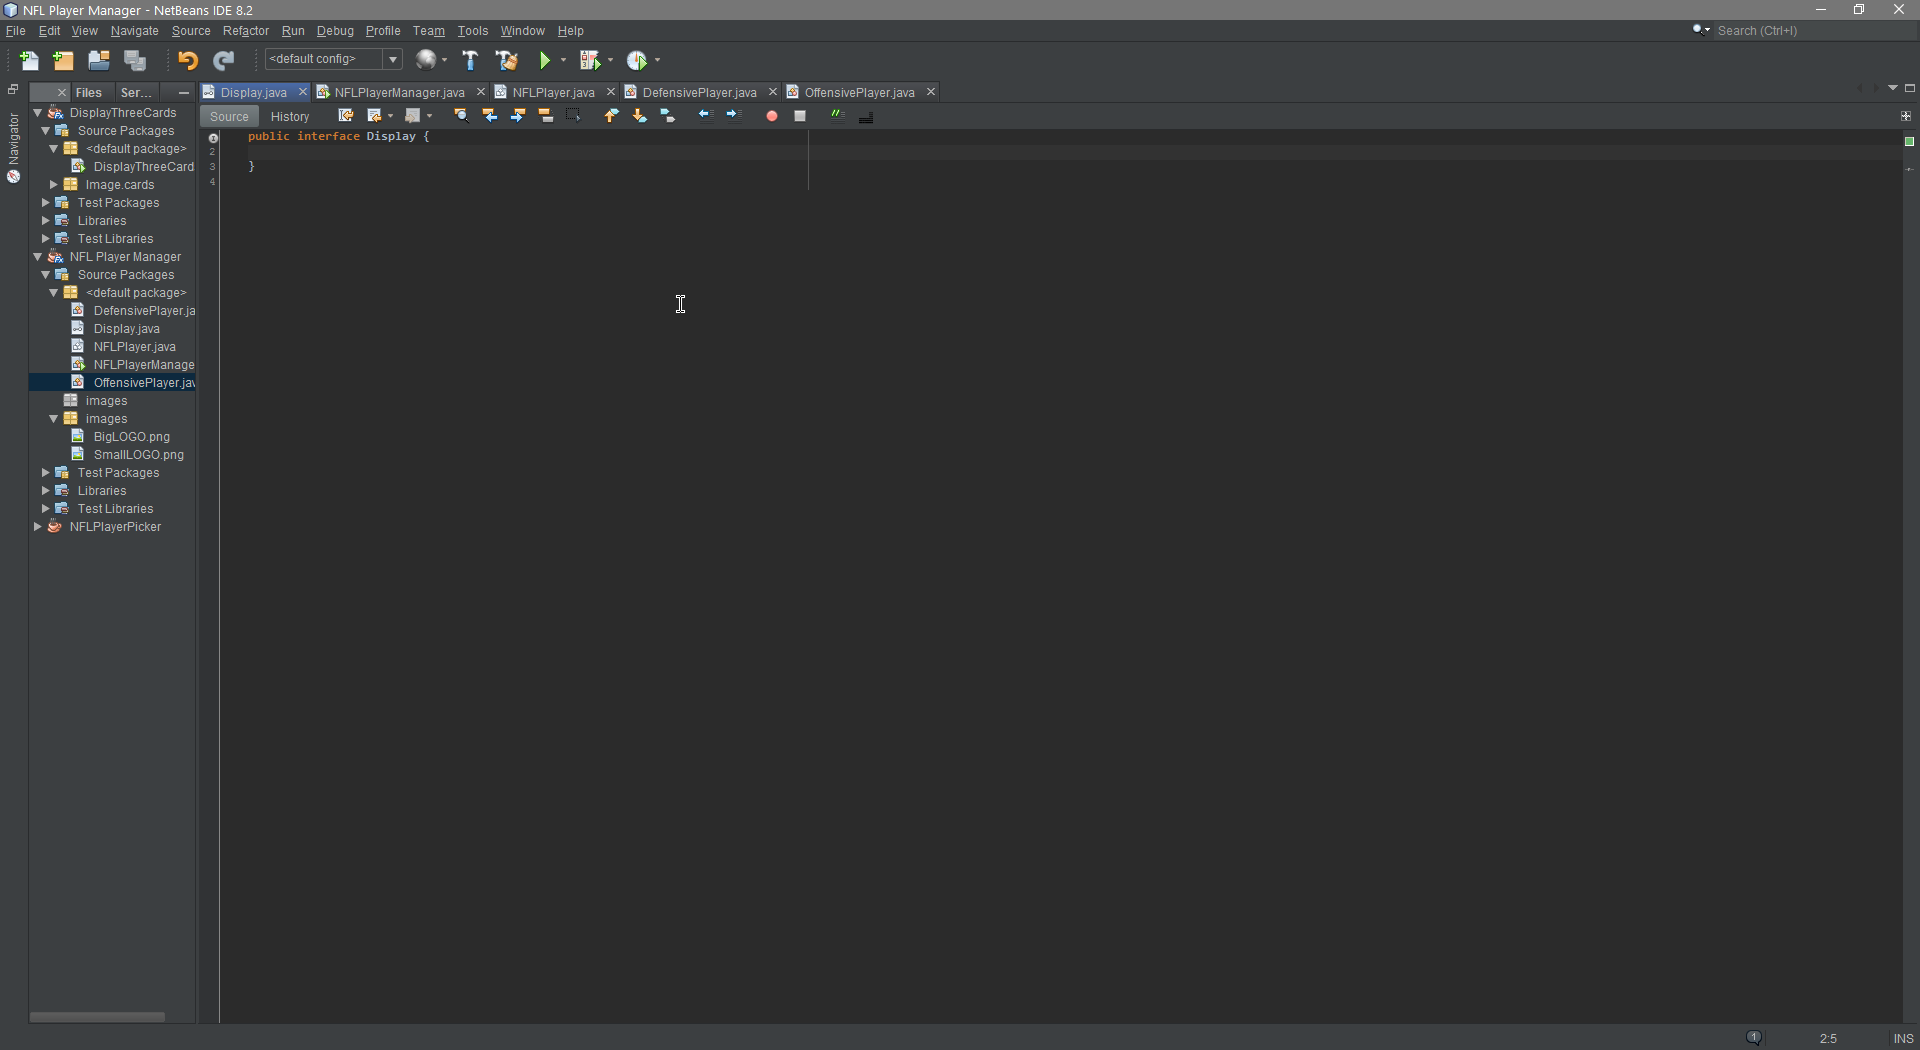 NFL Player Manager - NetBeans IDE 8.2
File Edit View Navigate Source Refactor Run Debug Profile Team Tools Window Help
Search (Ctrl+I)
<default config>
Files Ser...
Display.java NFLPlayerManager.java NFLPlayer.java DefensivePlayer.java OffensivePlayer.java
Source History
Navigator
DisplayThreeCards
Source Packages
<default package>
DisplayThreeCard
Image.cards
Test Packages
Libraries
Test Libraries
NFL Player Manager
Source Packages
<default package>
DefensivePlayer.ja
Display.java
NFLPlayer.java
NFLPlayerManage
OffensivePlayer.jav
images
images
BigLOGO.png
SmallLOGO.png
Test Packages
Libraries
Test Libraries
NFLPlayerPicker
public interface Display {
2
3 }
4
1
2:5 INS